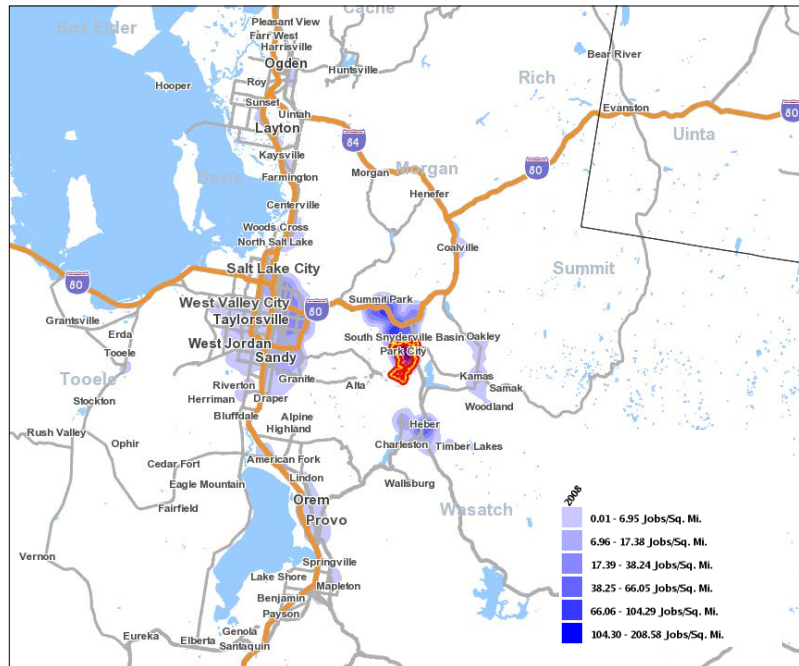 Cache
Pleasant View
Box Elder
Farr West
Harrisville
Bear River
Ogden
Huntsville
Rich
Roy
Hooper
Sunset
Evanston
80
Uintah
Layton
Uinta
84
Kaysville
Morgan
80
Morgan
Davis
Farmington
Henefer
Centerville
Woods Cross
North Salt Lake
Coalville
Salt Lake City
Summit
80
West Valley City
Summit Park
80
Grantsville
Taylorsville
Erda
South Snyderville Basin
Oakley
West Jordan
Tooele
Park City
Sandy
Tooele
Granite
Kamas
Riverton
Alta
Samak
Herriman
Draper
Stockton
Woodland
Bluffdale
Alpine
Heber
Rush Valley
Highland
Ophir
Charleston
Timber Lakes
American Fork
Cedar Fort
Lindon
Eagle Mountain
Wallsburg
Orem
Fairfield
Provo
Wasatch
Vernon
Springville
Lake Shore
Mapleton
Benjamin
Payson
Genola
Eureka
Elberta
Santaquin
2008
0.01 - 6.95 Jobs/Sq. Mi.
6.96 - 17.38 Jobs/Sq. Mi.
17.39 - 38.24 Jobs/Sq. Mi.
38.25 - 66.05 Jobs/Sq. Mi.
66.06 - 104.29 Jobs/Sq. Mi.
104.30 - 208.58 Jobs/Sq. Mi.